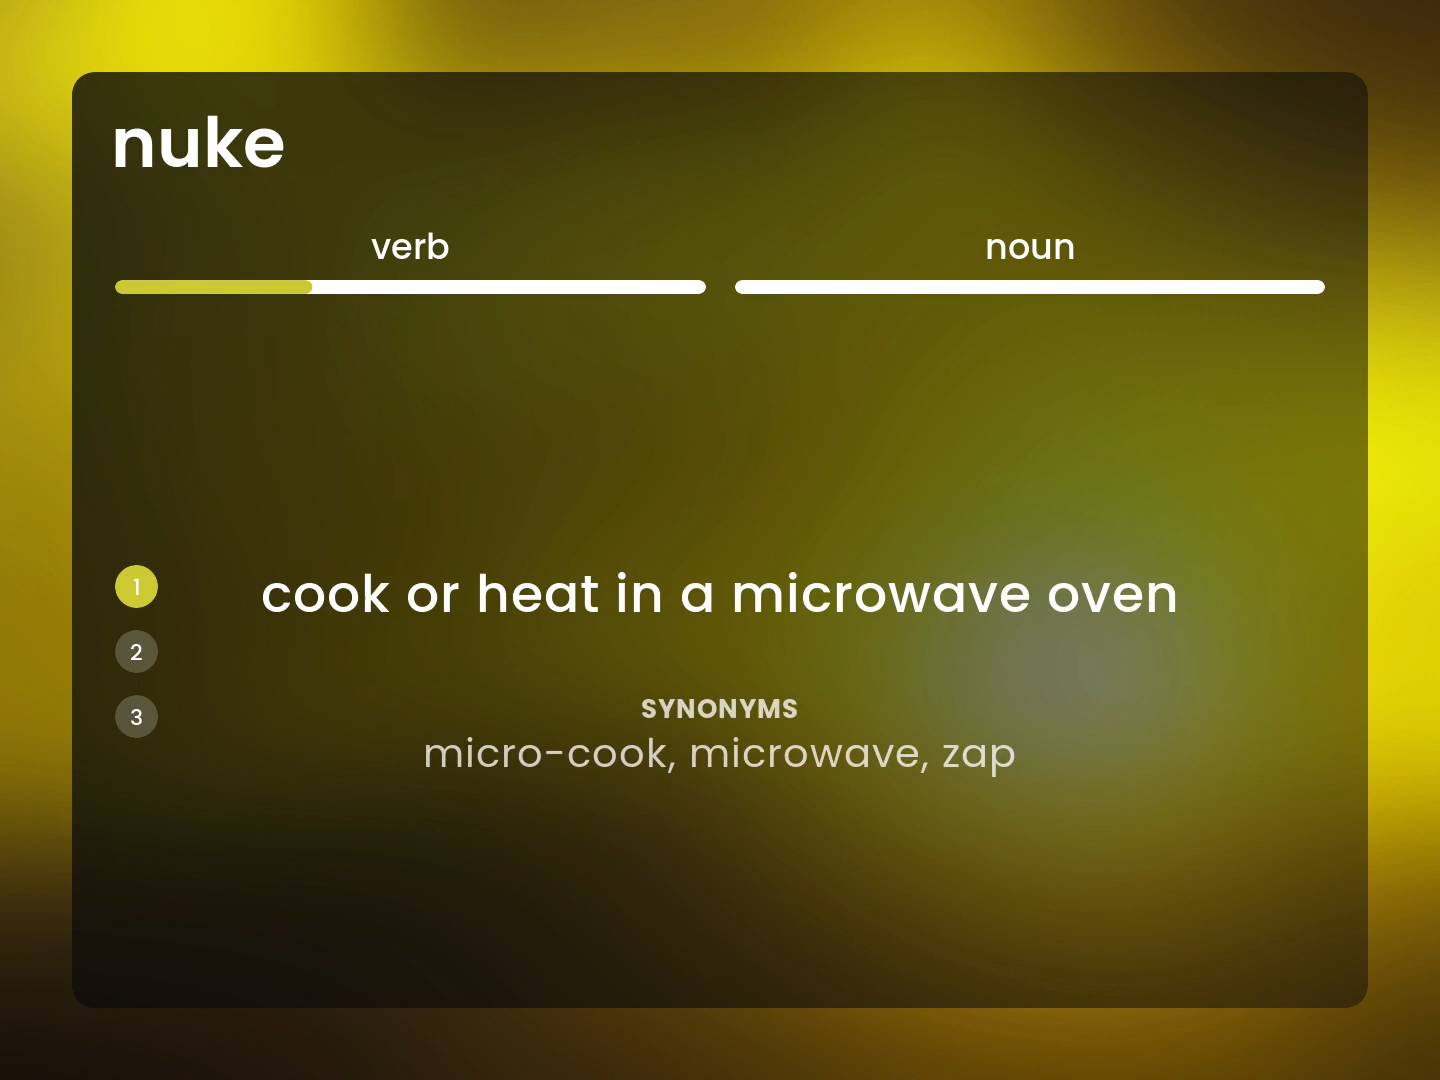 nuke
verb
noun
1
cook or heat in a microwave oven
2
SYNONYMS
3
micro-cook, microwave, zap